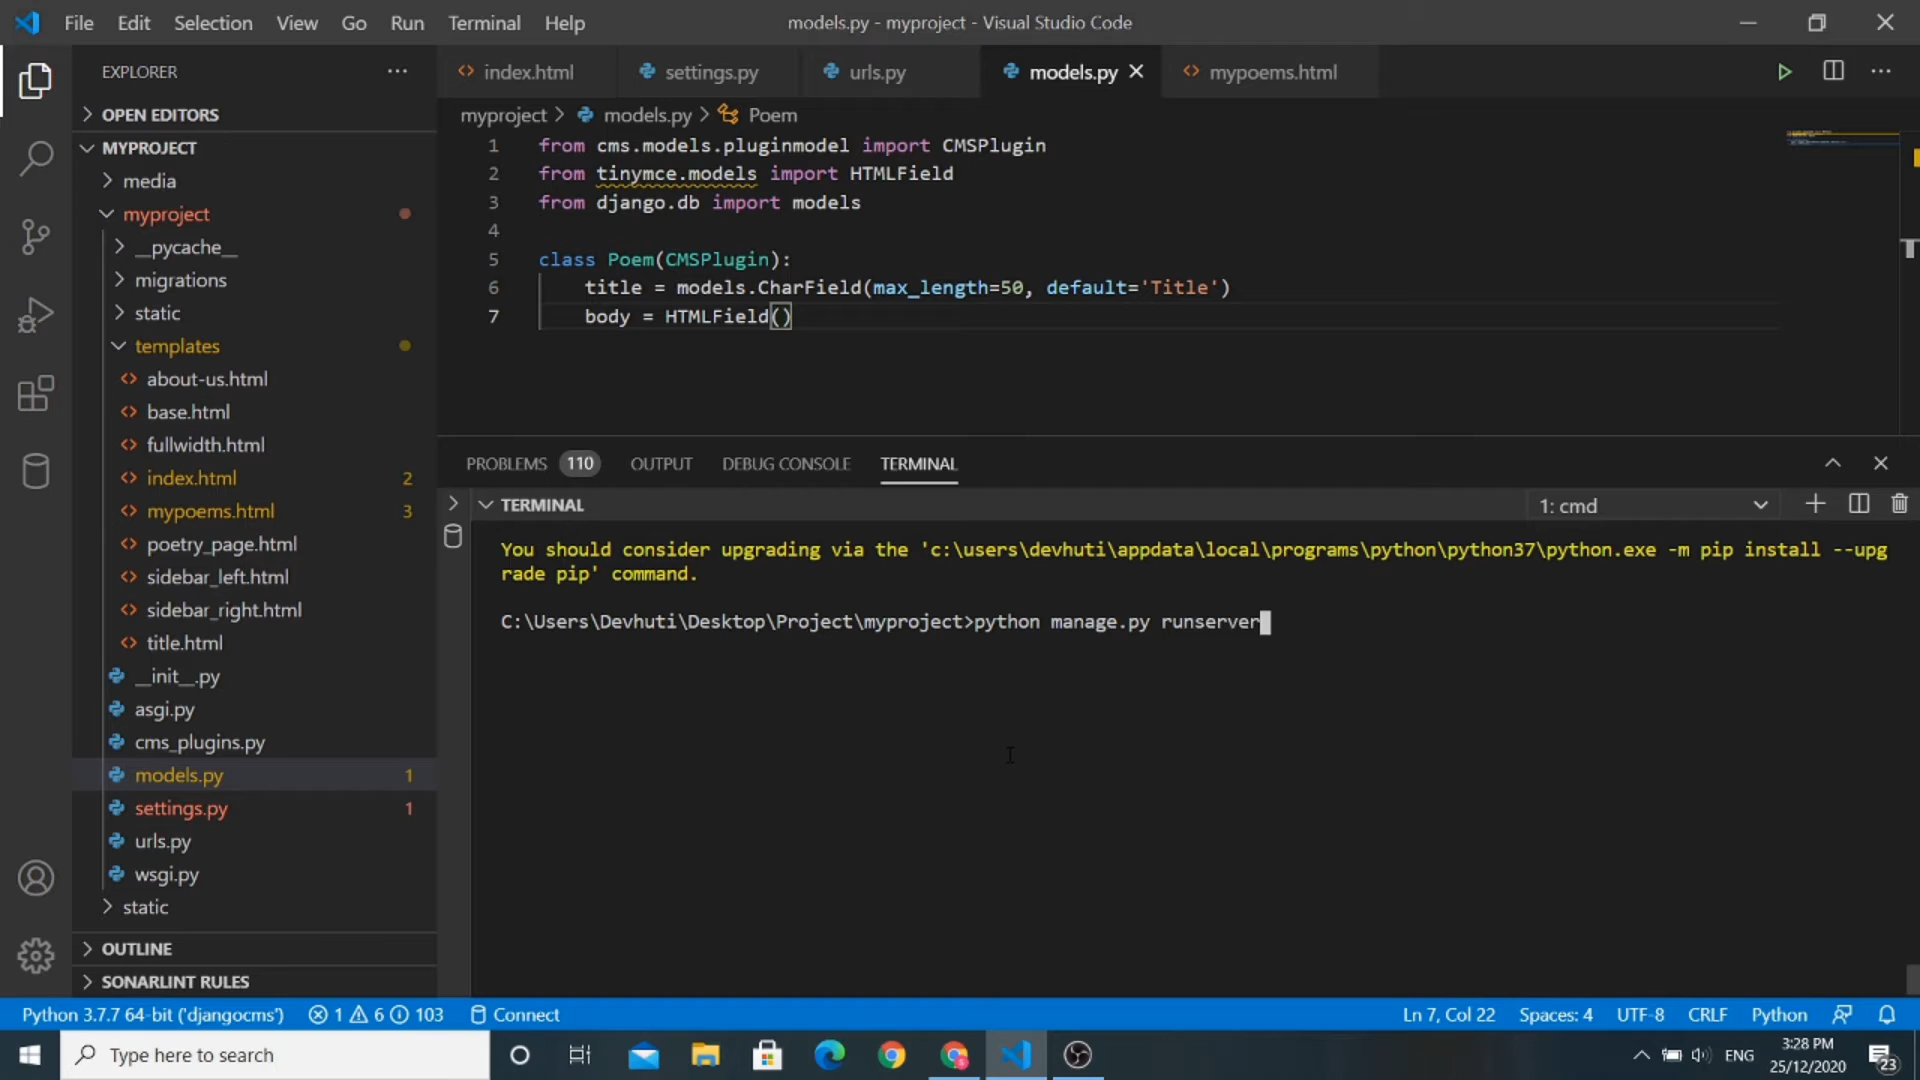 File Edit Selection View Go Run Terminal Help models.py - myproject - Visual Studio Code
EXPLORER ···
OPEN EDITORS
MYPROJECT
media
myproject
__pycache__
migrations
static
templates
about-us.html
base.html
fullwidth.html
index.html 2
mypoems.html 3
poetry_page.html
sidebar_left.html
sidebar_right.html
title.html
__init__.py
asgi.py
cms_plugins.py
models.py 1
settings.py 1
urls.py
wsgi.py
static
OUTLINE
SONARLINT RULES
index.html settings.py urls.py models.py mypoems.html
myproject > models.py > Poem
1 from cms.models.pluginmodel import CMSPlugin
2 from tinymce.models import HTMLField
3 from django.db import models
4
5 class Poem(CMSPlugin):
6 title = models.CharField(max_length=50, default='Title')
7 body = HTMLField()
PROBLEMS 110 OUTPUT DEBUG CONSOLE TERMINAL
TERMINAL 1: cmd
You should consider upgrading via the 'c:\users\devhuti\appdata\local\programs\python\python37\python.exe -m pip install --upg
rade pip' command.
C:\Users\Devhuti\Desktop\Project\myproject>python manage.py runserver
Python 3.7.7 64-bit ('djangocms') 1 6 103 Connect Ln 7, Col 22 Spaces: 4 UTF-8 CRLF Python
Type here to search ENG 3:28 PM
25/12/2020 23